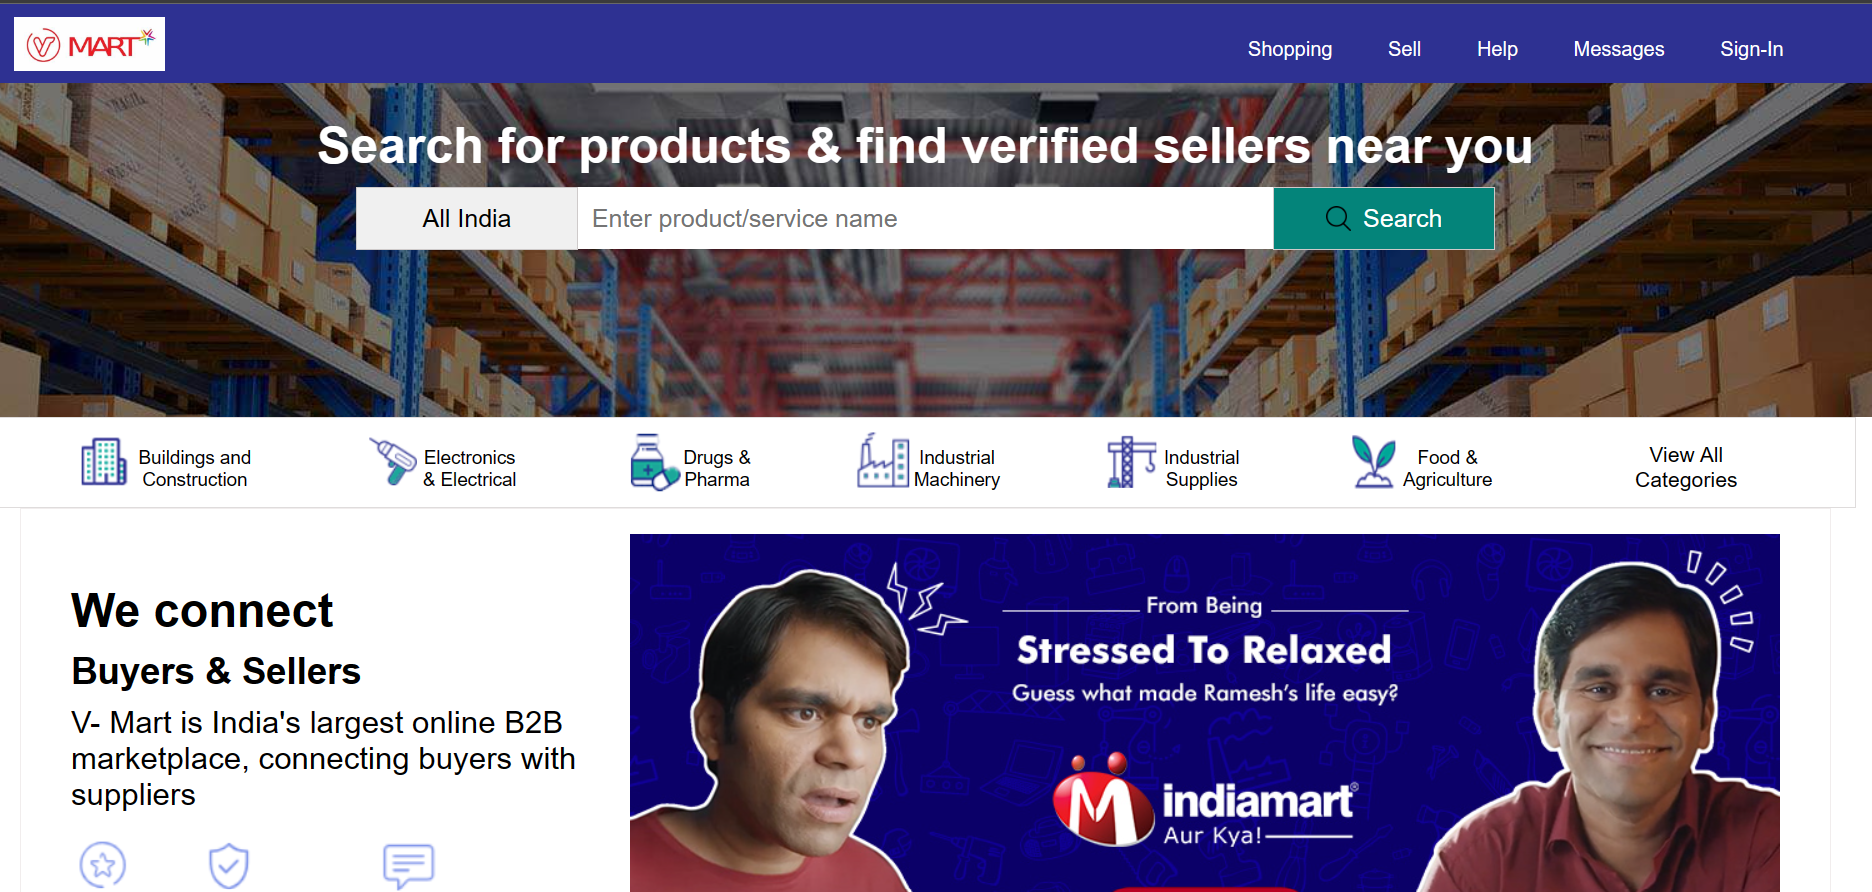 V MART
Shopping Sell Help Messages Sign-In
Search for products & find verified sellers near you
All India Enter product/service name Search
Buildings and
Construction
Electronics
& Electrical
Drugs &
Pharma
Industrial
Machinery
Industrial
Supplies
Food &
Agriculture
View All
Categories
We connect
Buyers & Sellers
V- Mart is India's largest online B2B
marketplace, connecting buyers with
suppliers
From Being
Stressed To Relaxed
Guess what made Ramesh's life easy?
indiamart®
Aur Kya!